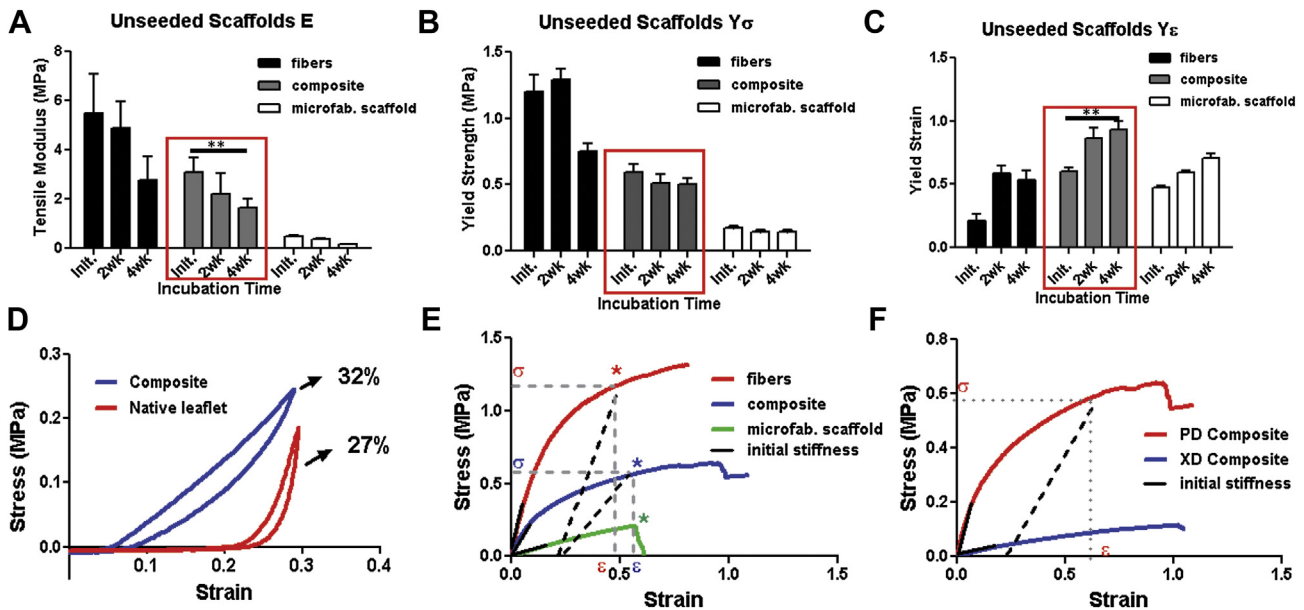 A
Unseeded Scaffolds E
Tensile Modulus (MPa)
8
6
4
2
0
fibers
composite
microfab. scaffold
**
Init.
2wk
4wk
Init.
2wk
4wk
Init.
2wk
4wk
Incubation Time
B
Unseeded Scaffolds Yσ
Yield Strength (MPa)
1.5
1.0
0.5
0.0
fibers
composite
microfab. scaffold
Init.
2wk
4wk
Init.
2wk
4wk
Init.
2wk
4wk
Incubation Time
C
Unseeded Scaffolds Yε
Yield Strain
1.5
1.0
0.5
0.0
fibers
composite
microfab. scaffold
**
Init.
2wk
4wk
Init.
2wk
4wk
Init.
2wk
4wk
Incubation Time
D
Stress (MPa)
0.3
0.2
0.1
0.0
Composite
Native leaflet
32%
27%
0.1
0.2
0.3
0.4
Strain
E
Stress (MPa)
1.5
1.0
0.5
0.0
σ
σ
*
*
*
fibers
composite
microfab. scaffold
initial stiffness
ε
ε
0.0
0.5
1.0
1.5
Strain
F
Stress (MPa)
0.8
0.6
0.4
0.2
0.0
σ
PD Composite
XD Composite
initial stiffness
ε
0.0
0.5
1.0
1.5
Strain